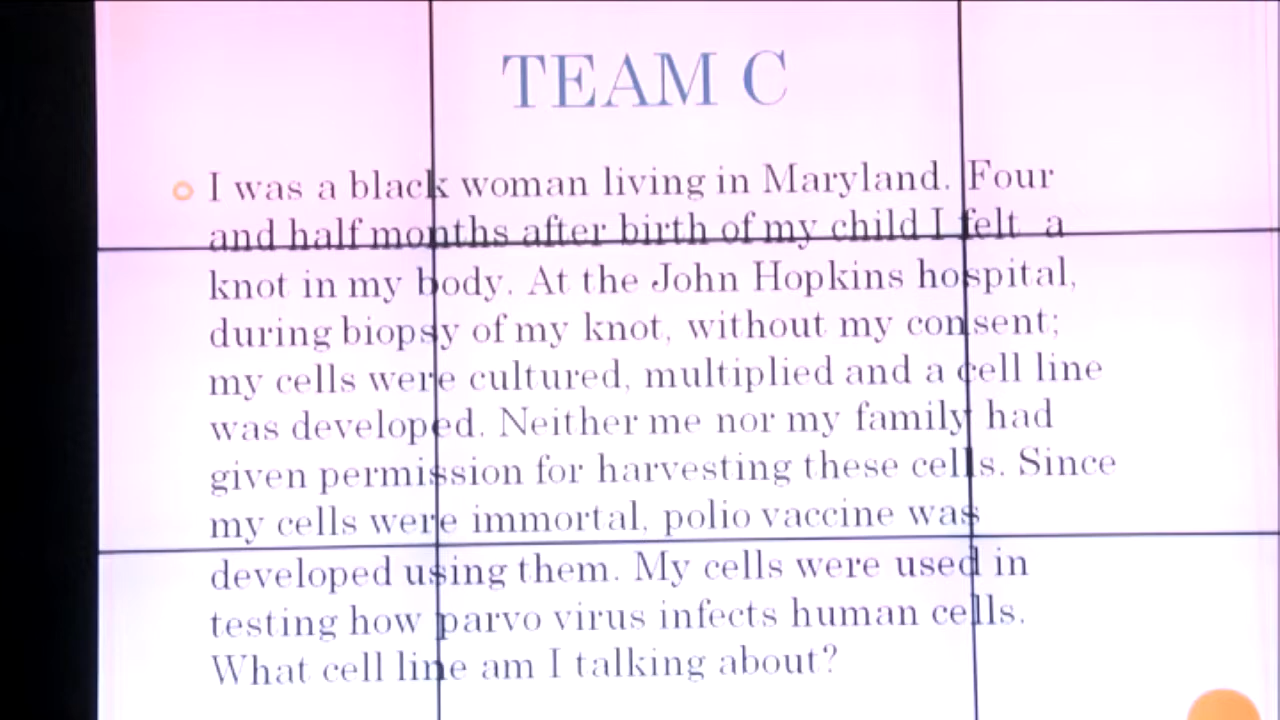 TEAM C
I was a black woman living in Maryland. Four
and half months after birth of my child I felt a
knot in my body. At the John Hopkins hospital,
during biopsy of my knot, without my consent;
my cells were cultured, multiplied and a cell line
was developed. Neither me nor my family had
given permission for harvesting these cells. Since
my cells were immortal, polio vaccine was
developed using them. My cells were used in
testing how parvo virus infects human cells.
What cell line am I talking about?